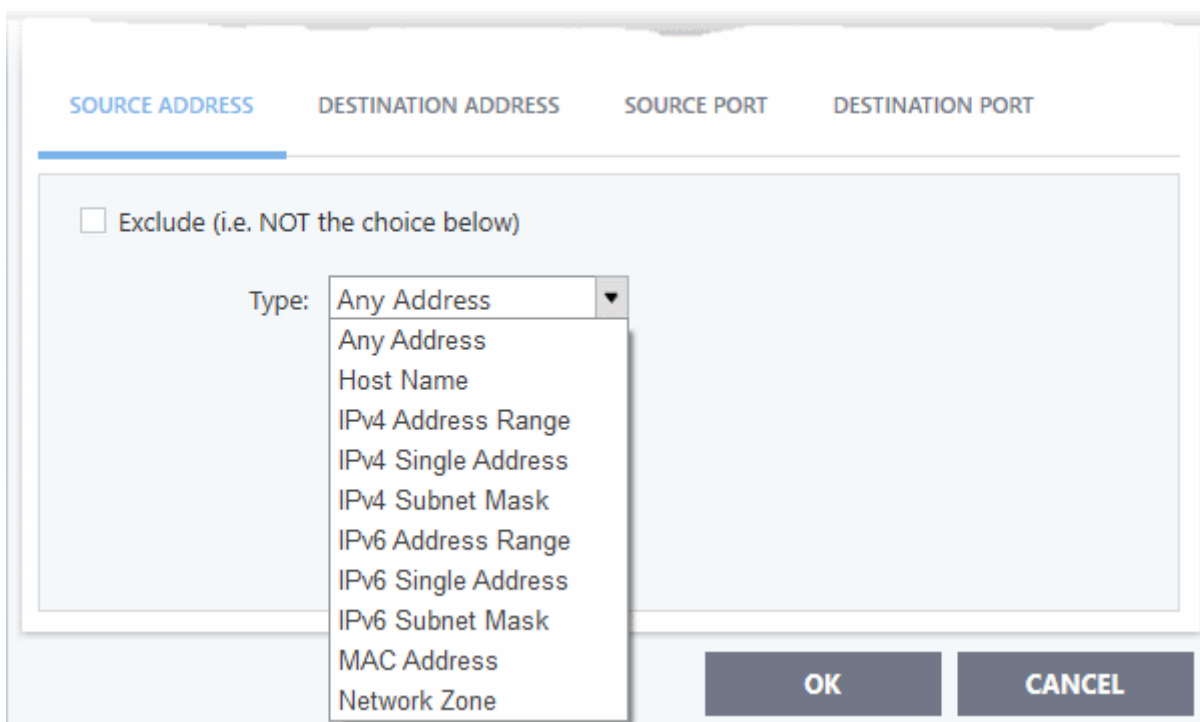 SOURCE ADDRESS DESTINATION ADDRESS SOURCE PORT DESTINATION PORT
Exclude (i.e. NOT the choice below)
Type: Any Address
Any Address
Host Name
IPv4 Address Range
IPv4 Single Address
IPv4 Subnet Mask
IPv6 Address Range
IPv6 Single Address
IPv6 Subnet Mask
MAC Address
Network Zone
OK CANCEL